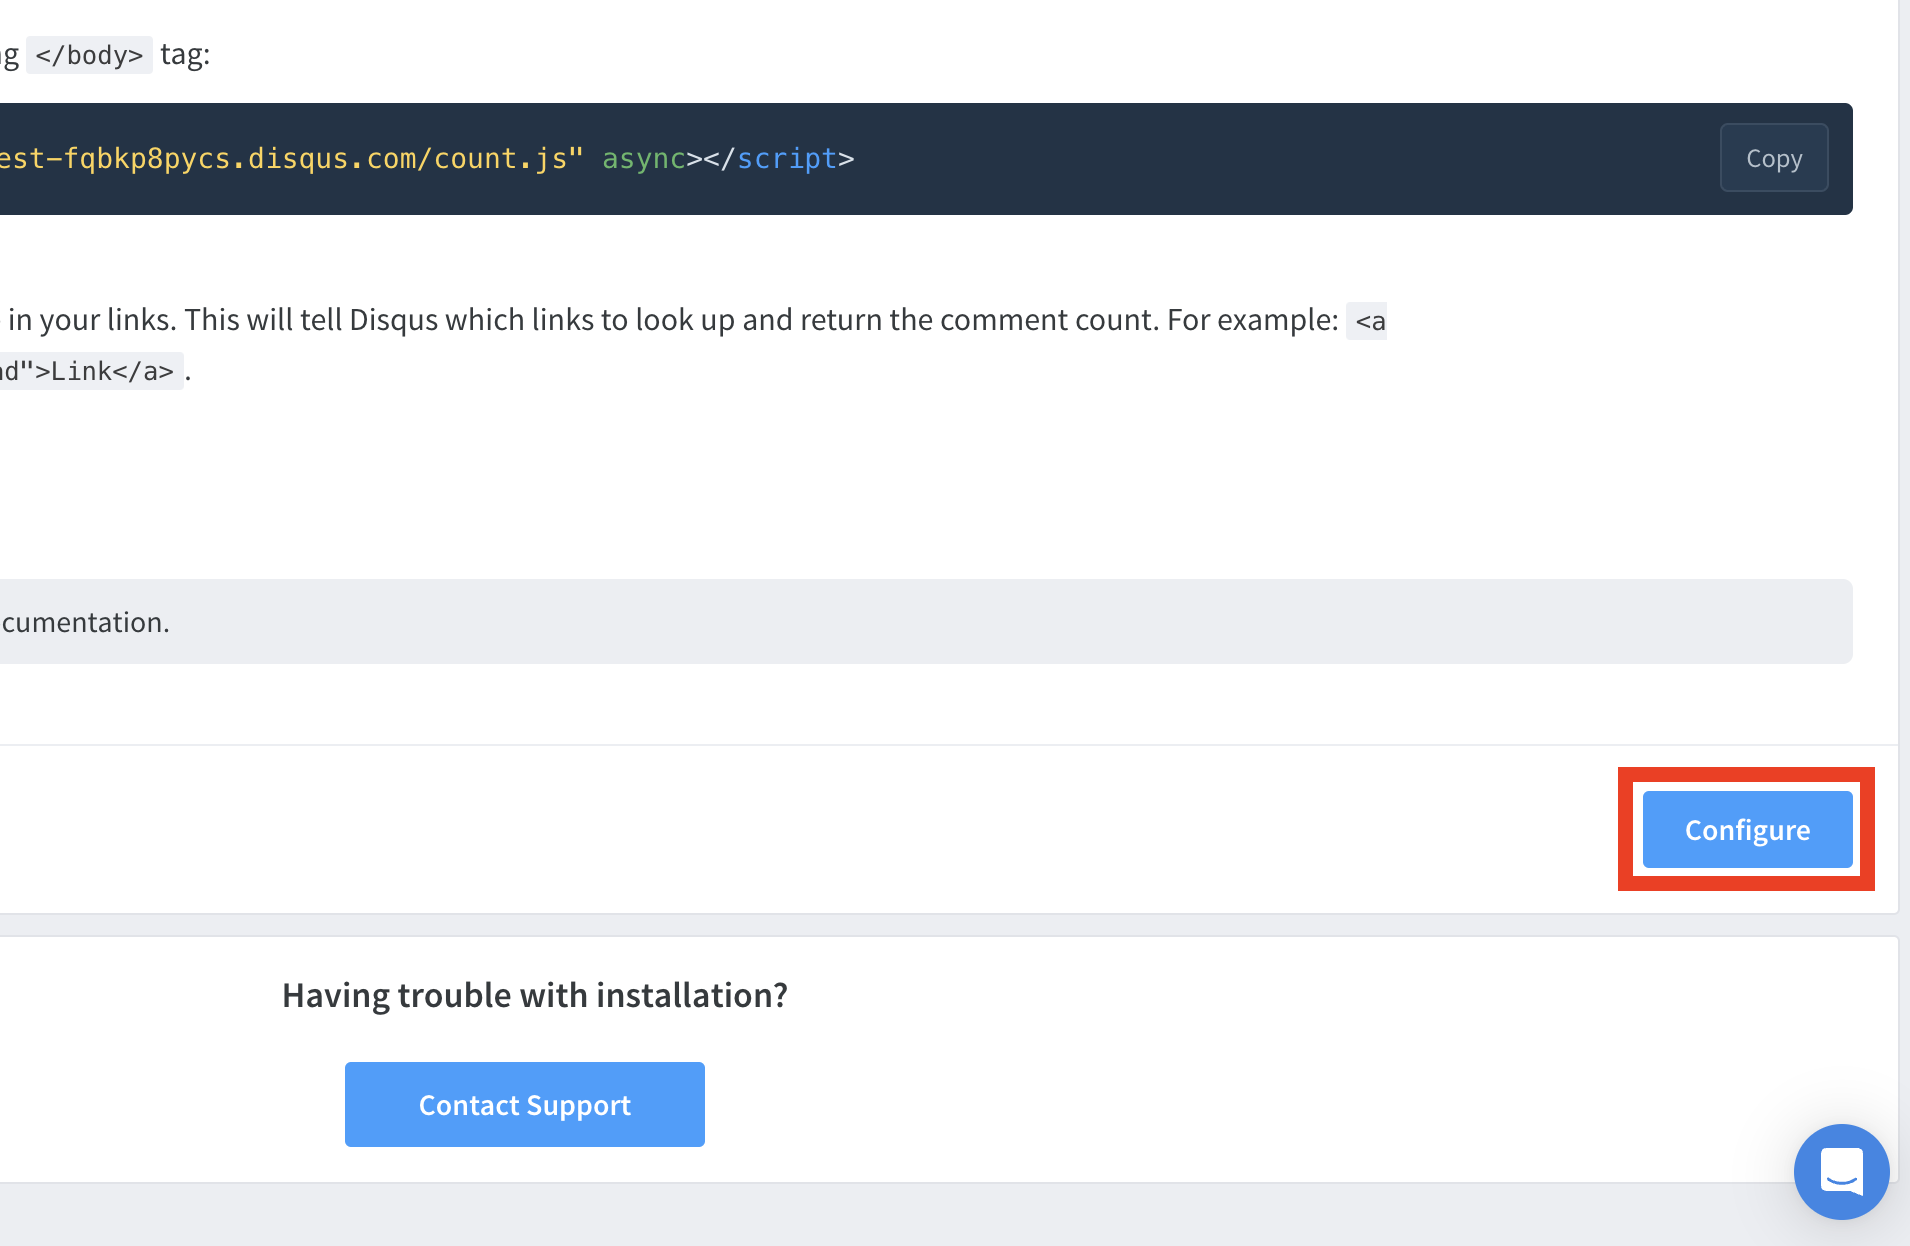 </body> tag:
est-fqbkp8pycs.disqus.com/count.js" async></script>
Copy
in your links. This will tell Disqus which links to look up and return the comment count. For example: <a
d">Link</a> .
cumentation.
Configure
Having trouble with installation?
Contact Support